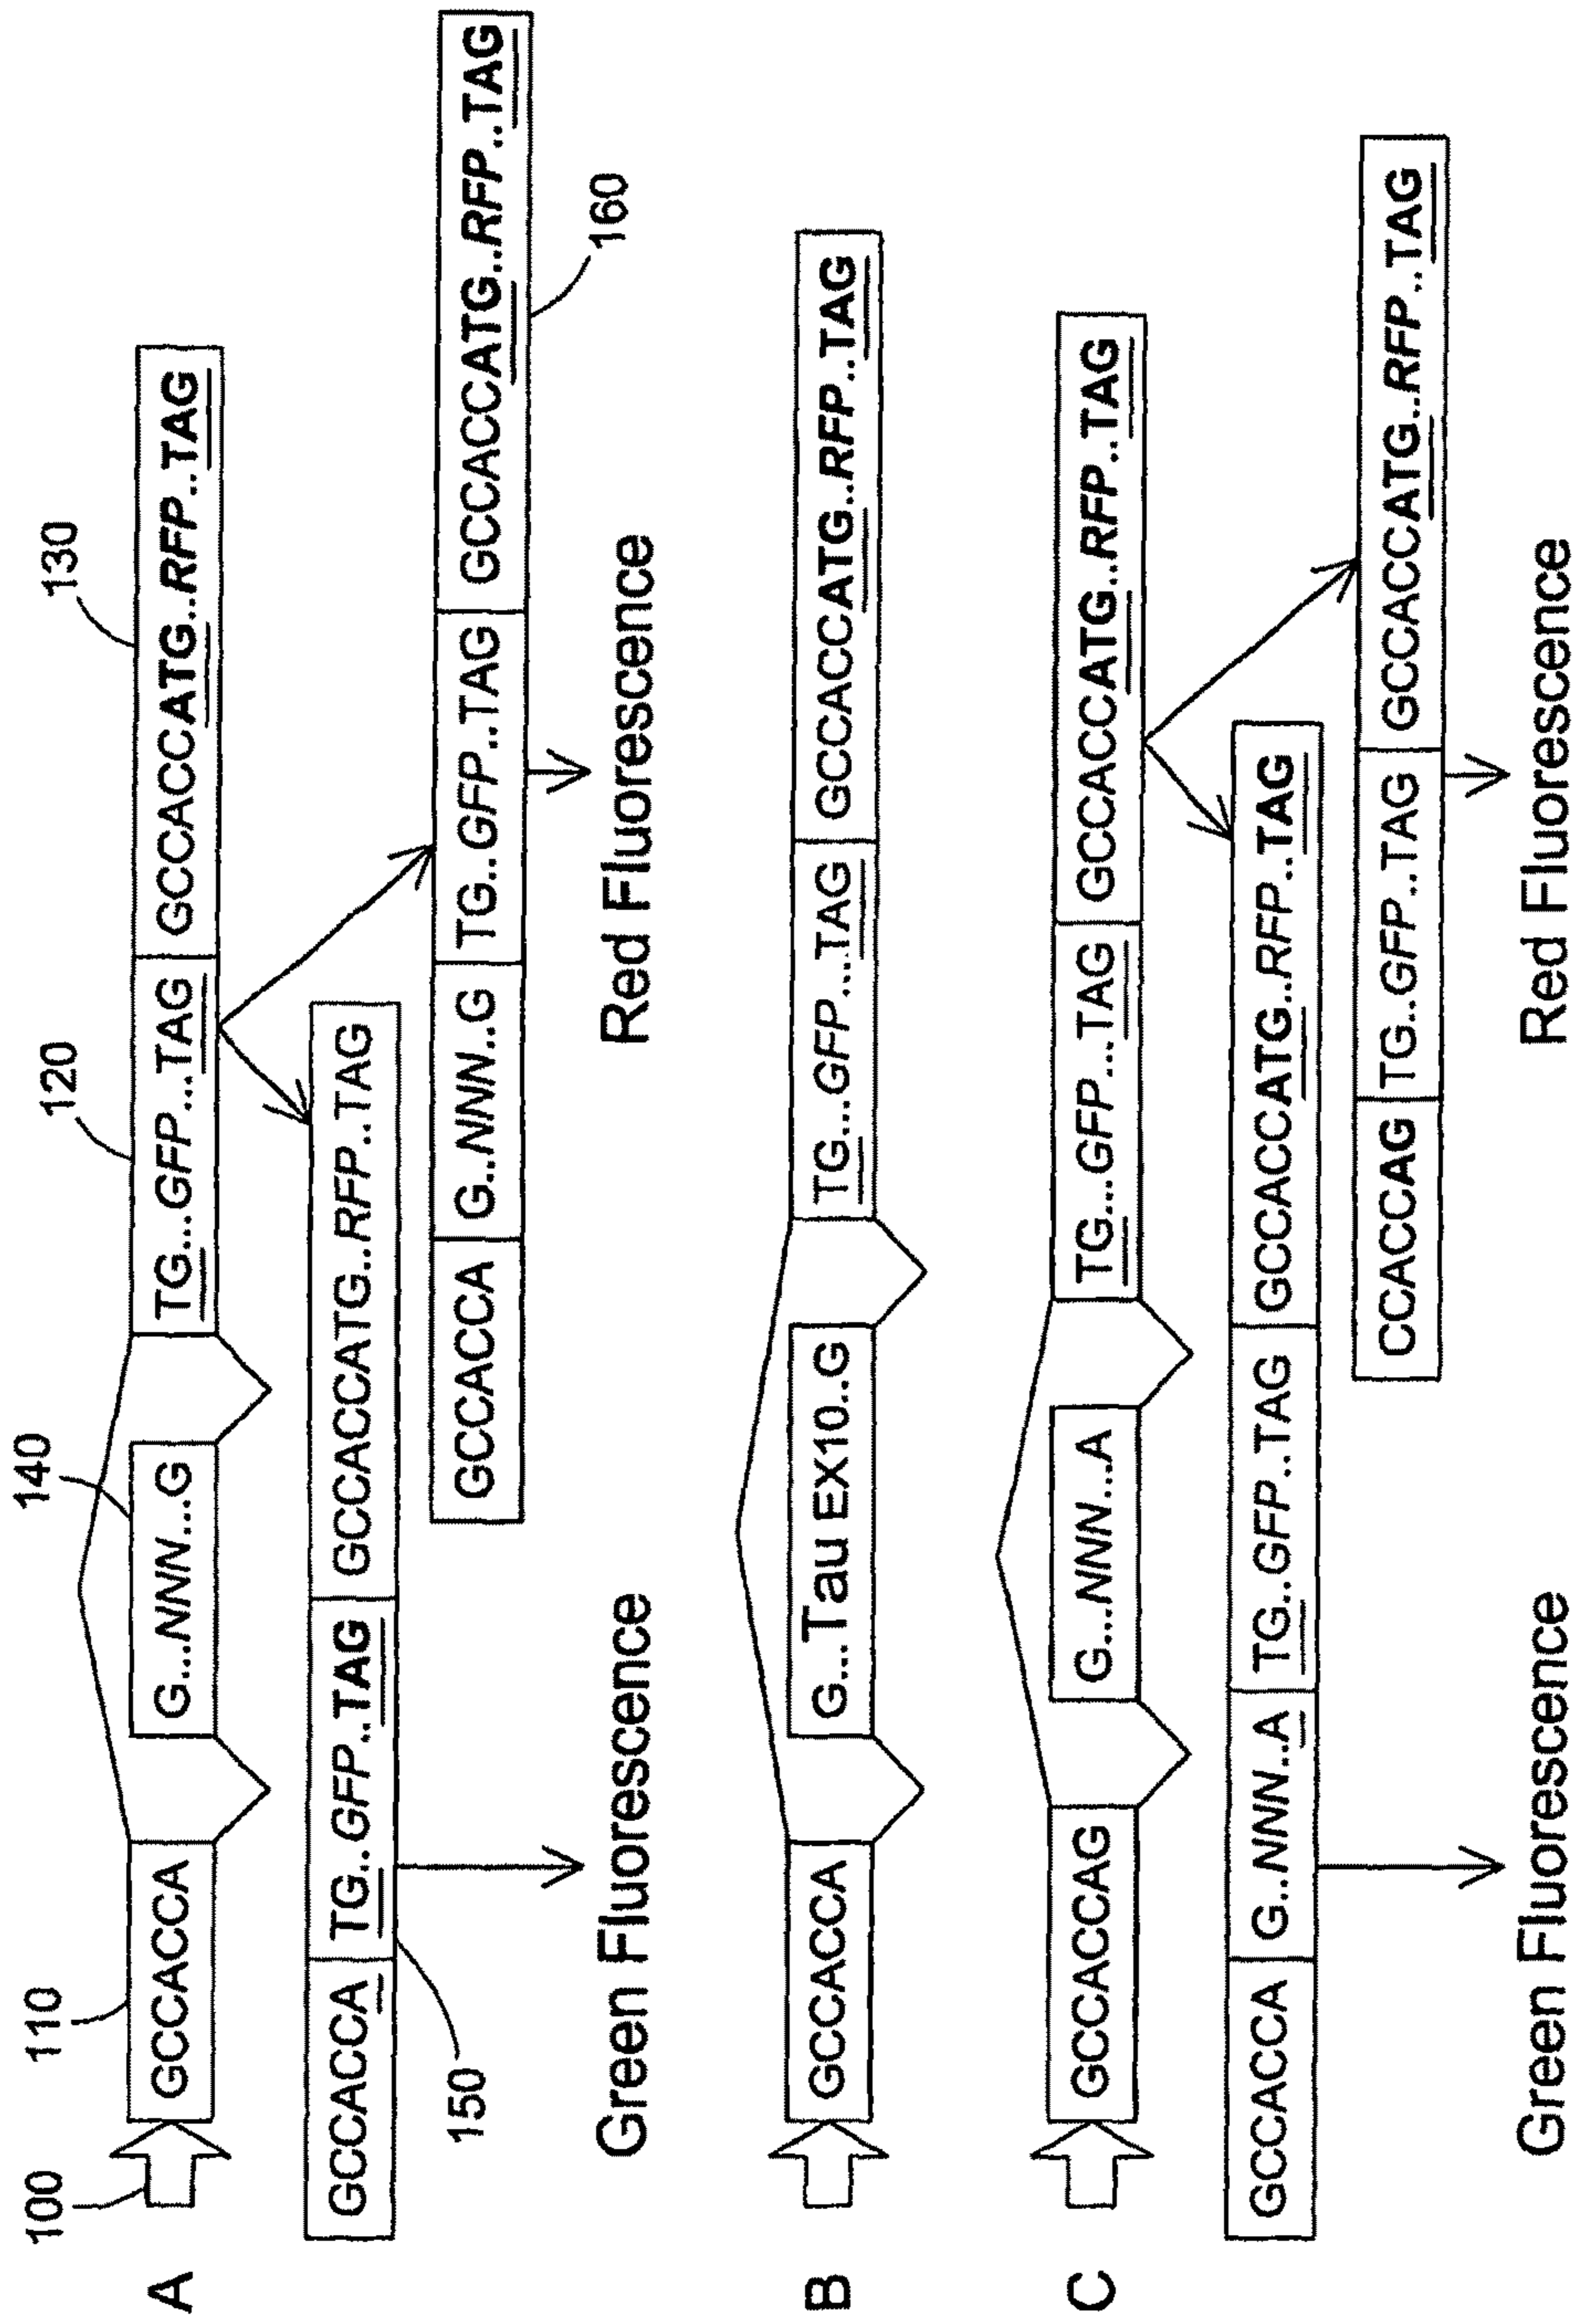 140
100 110 120 130
A GCCACCA G...NNN...G TG...GFP...TAG GCCACCATG..RFP..TAG
GCCACCA TG..GFP..TAG GCCACCATG..RFP..TAG
150
GCCACCA G..NNN..G TG..GFP..TAG GCCACCATG..RFP..TAG
160
Green Fluorescence Red Fluorescence
B GCCACCA G...Tau EX10..G TG...GFP....TAG GCCACCATG..RFP..TAG
C GCCACCAG G...NNN...A TG...GFP...TAG GCCACCATG..RFP..TAG
GCCACCA G..NNN..A TG..GFP..TAG GCCACCATG..RFP..TAG
CCACCAG TG..GFP..TAG GCCACCATG..RFP..TAG
Green Fluorescence Red Fluorescence